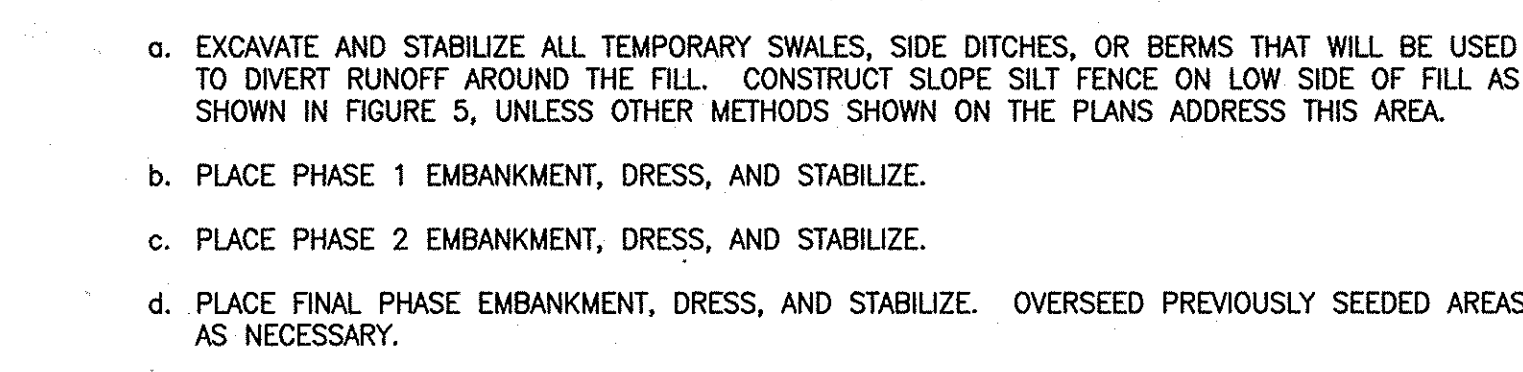 a. EXCAVATE AND STABILIZE ALL TEMPORARY SWALES, SIDE DITCHES, OR BERMS THAT WILL BE USED
TO DIVERT RUNOFF AROUND THE FILL. CONSTRUCT SLOPE SILT FENCE ON LOW SIDE OF FILL AS
SHOWN IN FIGURE 5, UNLESS OTHER METHODS SHOWN ON THE PLANS ADDRESS THIS AREA.
b. PLACE PHASE 1 EMBANKMENT, DRESS, AND STABILIZE.
c. PLACE PHASE 2 EMBANKMENT, DRESS, AND STABILIZE.
d. PLACE FINAL PHASE EMBANKMENT, DRESS, AND STABILIZE. OVERSEED PREVIOUSLY SEEDED AREAS
AS NECESSARY.